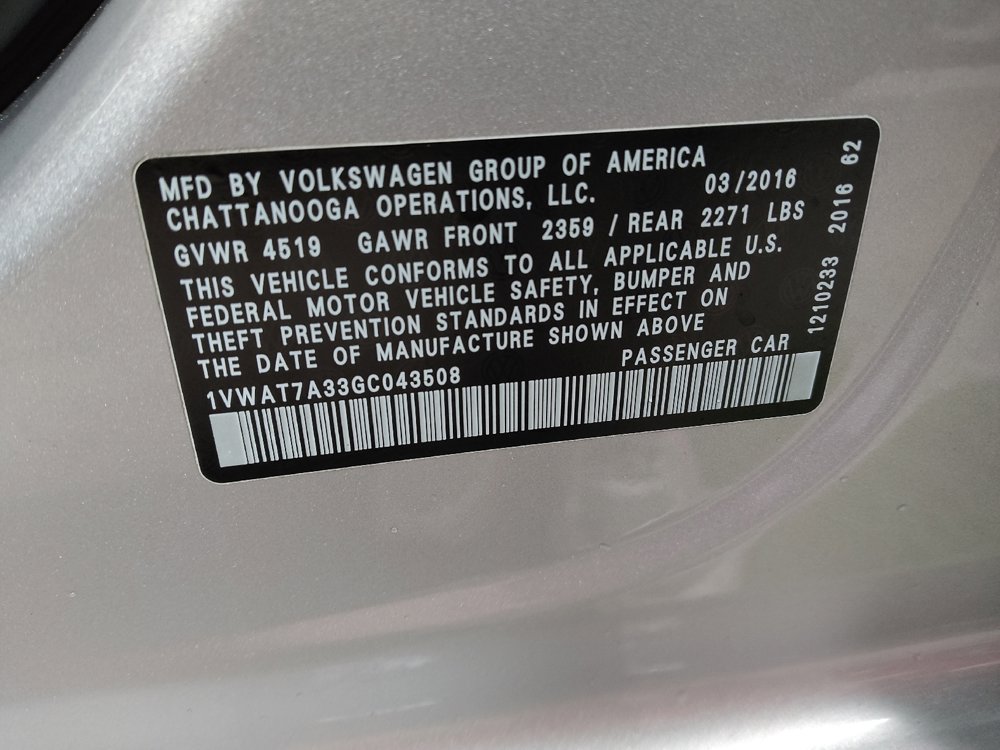 MFD BY VOLKSWAGEN GROUP OF AMERICA
CHATTANOOGA OPERATIONS, LLC. 03/2016
GVWR 4519 GAWR FRONT 2359 / REAR 2271 LBS
THIS VEHICLE CONFORMS TO ALL APPLICABLE U.S.
FEDERAL MOTOR VEHICLE SAFETY, BUMPER AND
THEFT PREVENTION STANDARDS IN EFFECT ON
THE DATE OF MANUFACTURE SHOWN ABOVE
1VWAT7A33GC043508 PASSENGER CAR
1210233 2016 62